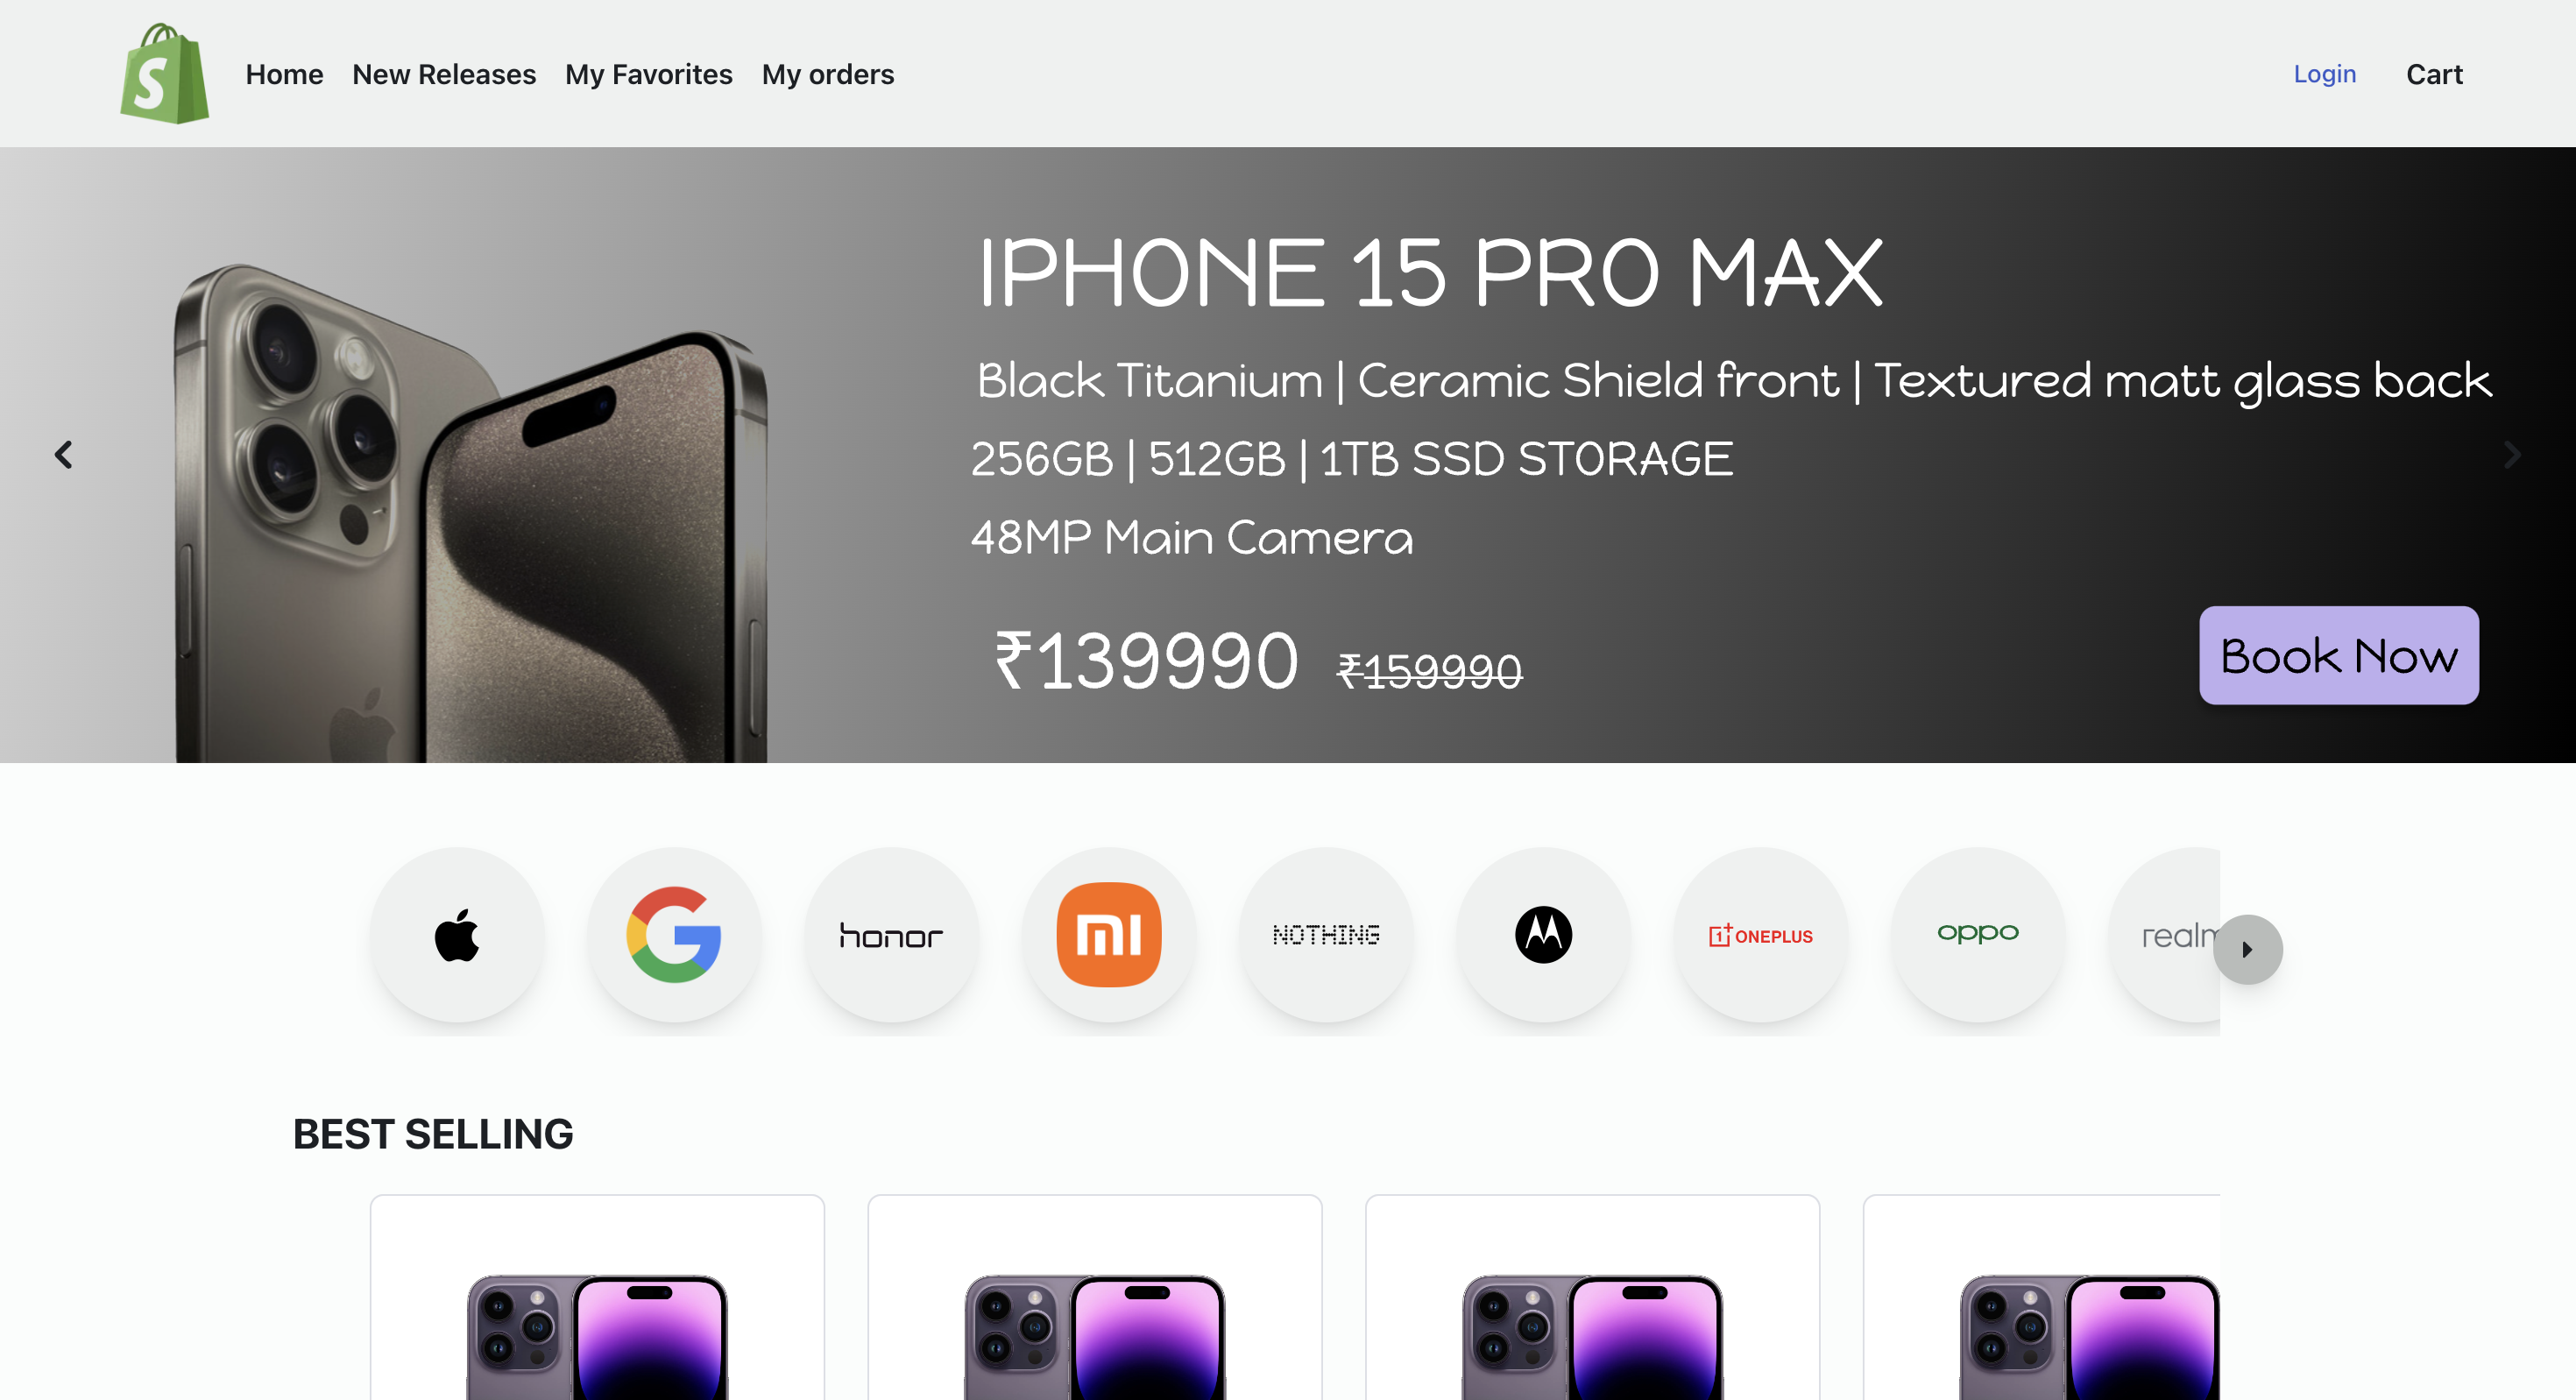 Home New Releases My Favorites My orders Login Cart
IPHONE 15 PRO MAX
Black Titanium | Ceramic Shield front | Textured matt glass back
256GB | 512GB | 1TB SSD STORAGE
48MP Main Camera
₹139990 ₹159990
Book Now
honor mi NOTHING ONEPLUS oppo realm
BEST SELLING